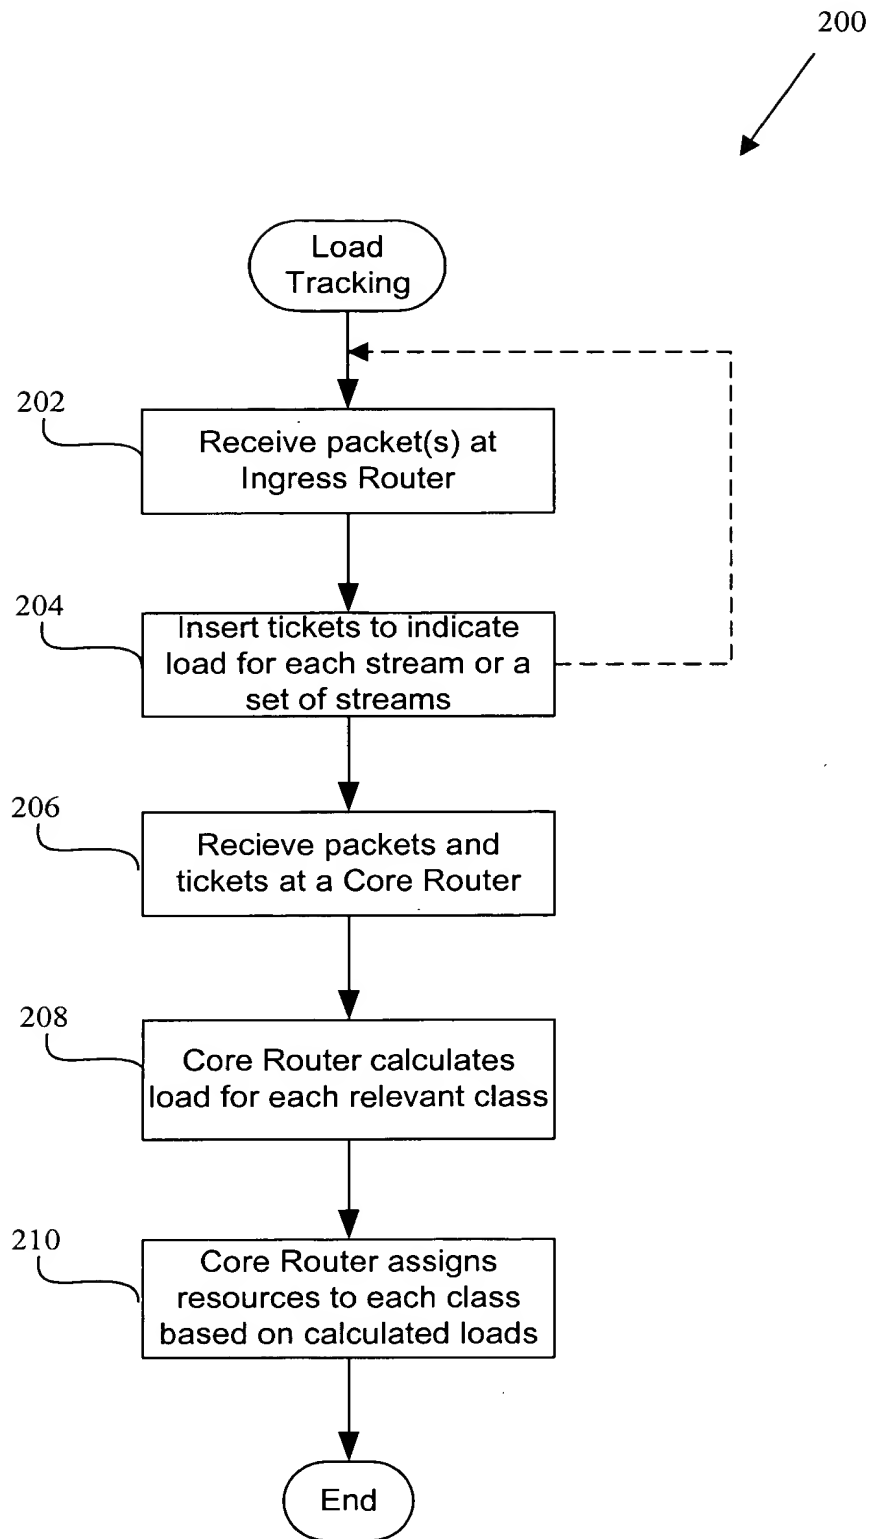 200
Load
Tracking
202
Receive packet(s) at
Ingress Router
204
Insert tickets to indicate
load for each stream or a
set of streams
206
Recieve packets and
tickets at a Core Router
208
Core Router calculates
load for each relevant class
210
Core Router assigns
resources to each class
based on calculated loads
End